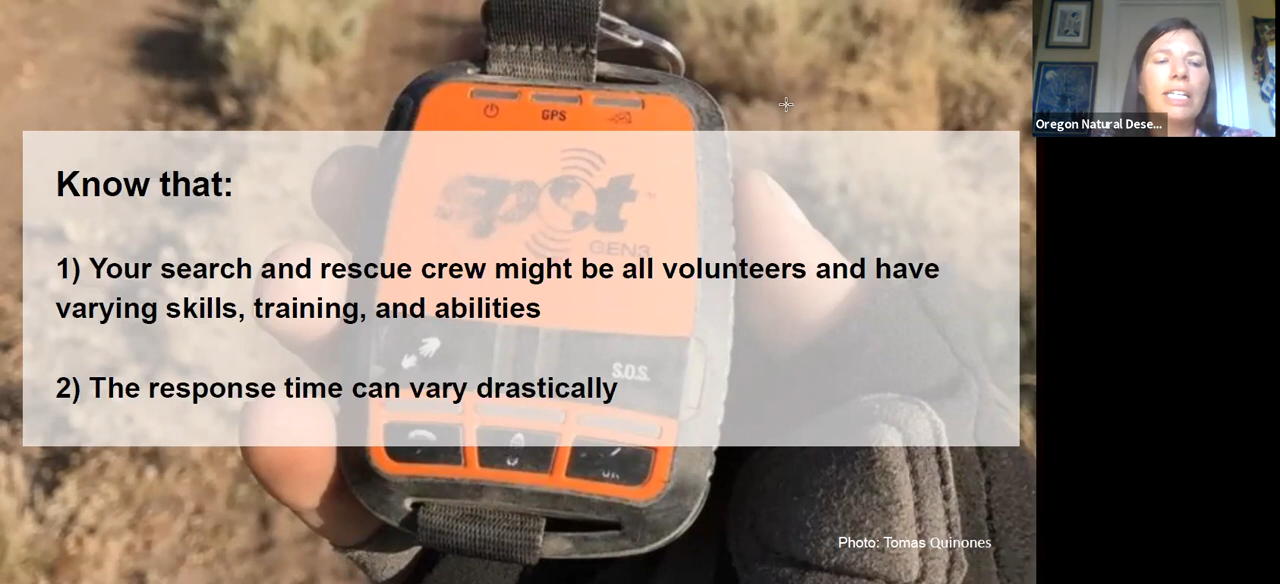 GPS
Oregon Natural Dese...
Know that:
spot
GEN3
1) Your search and rescue crew might be all volunteers and have
varying skills, training, and abilities
S.O.S.
2) The response time can vary drastically
Photo: Tomas Quinones